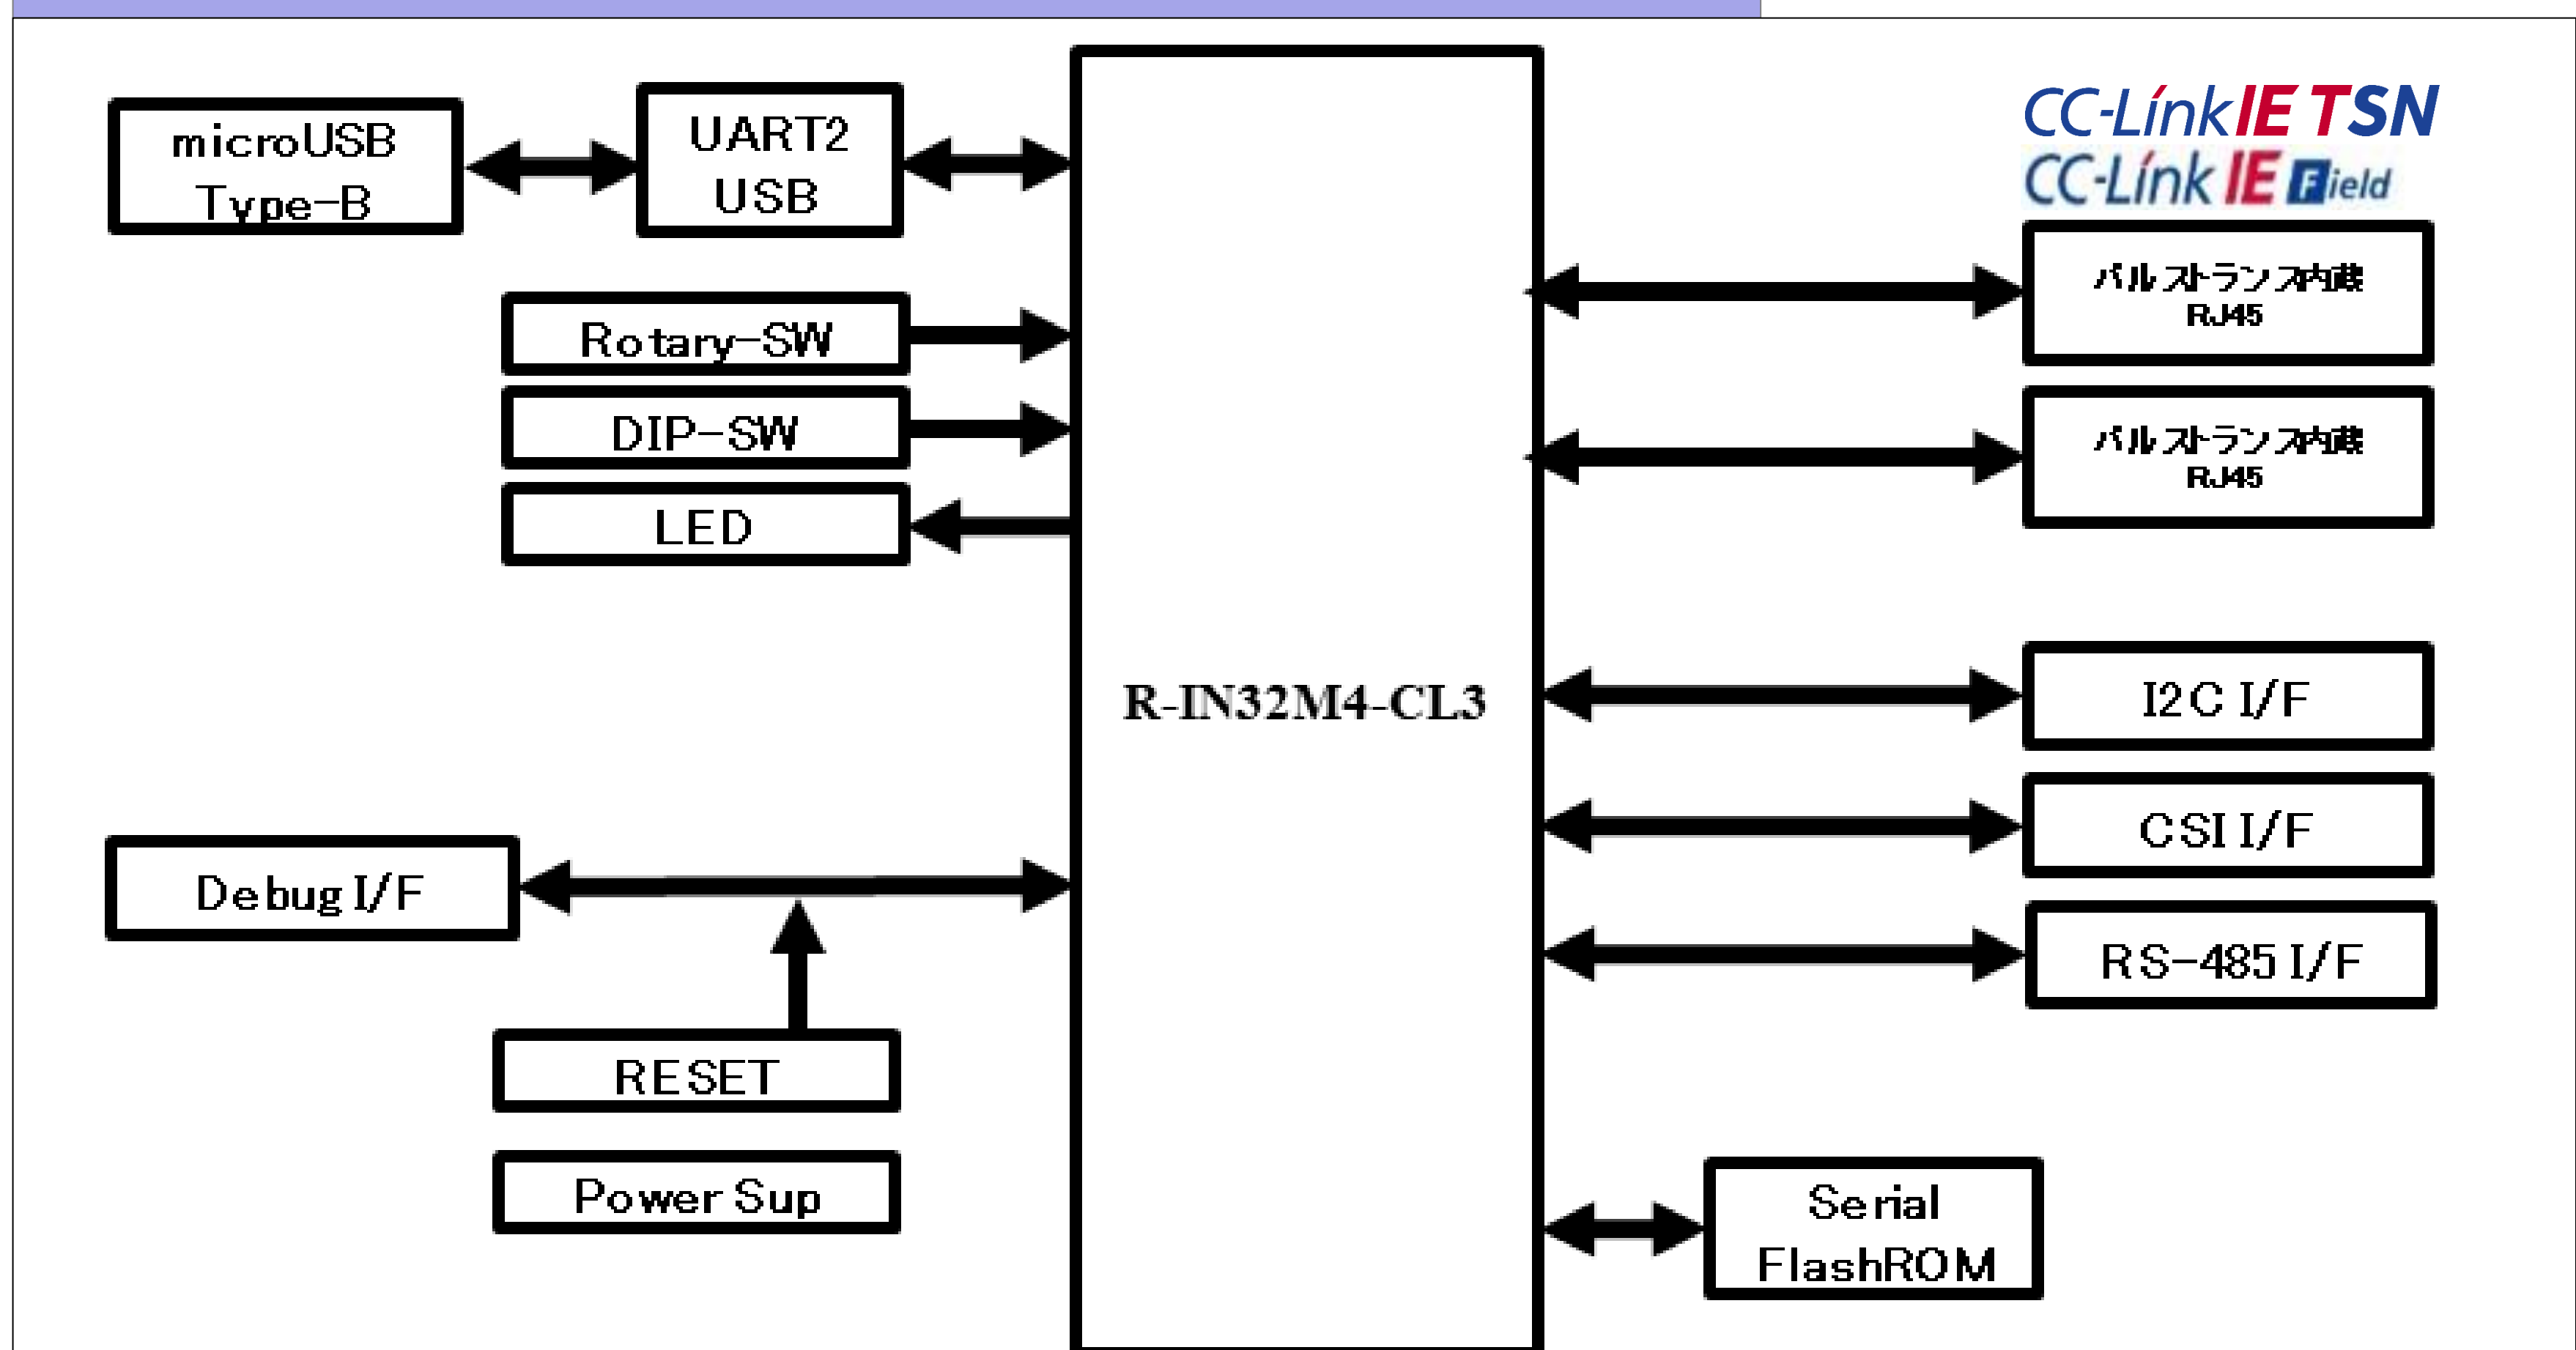 microUSB
Type-B
UART2
USB
Rotary-SW
DIP-SW
LED
Debug I/F
RESET
Power Sup
R-IN32M4-CL3
CC-Link IE TSN
CC-Link IE Field
パルストランス内蔵
RJ45
パルストランス内蔵
RJ45
I2C I/F
CSI I/F
RS-485 I/F
Serial
FlashROM